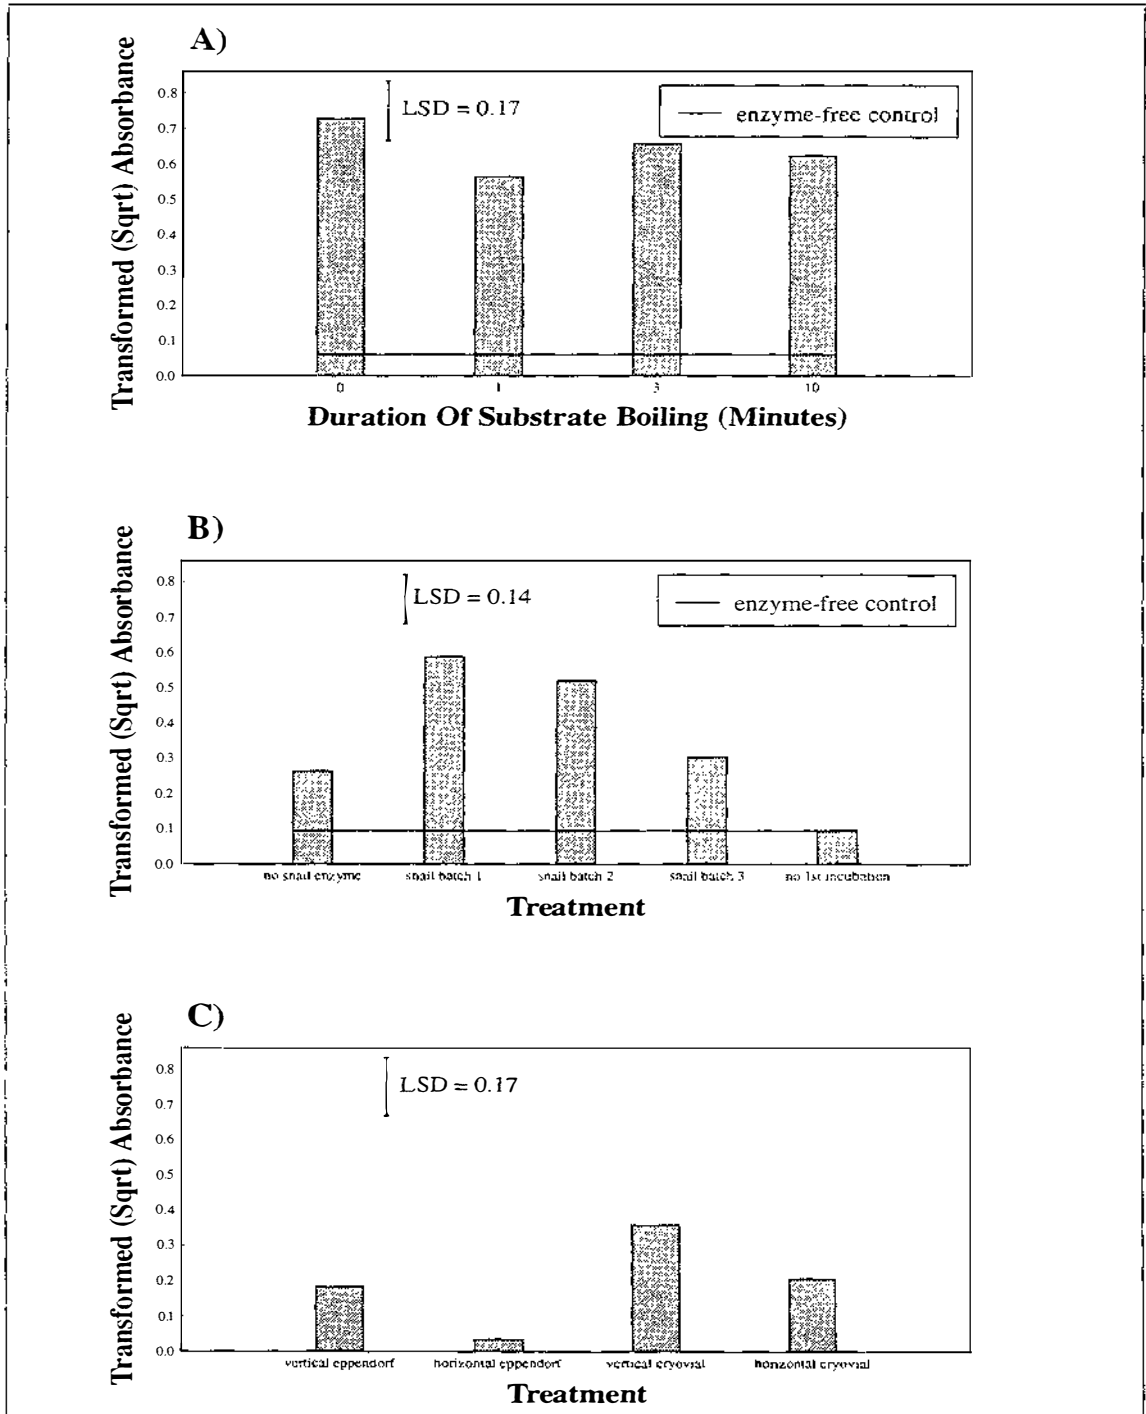 A)
Transformed (Sqrt) Absorbance
0.8
0.7
0.6
0.5
0.4
0.3
0.2
0.1
0.0
LSD = 0.17
enzyme-free control
0 1 3 10
Duration Of Substrate Boiling (Minutes)
B)
Transformed (Sqrt) Absorbance
0.8
0.7
0.6
0.5
0.4
0.3
0.2
0.1
0.0
LSD = 0.14
enzyme-free control
no snail enzyme snail batch 1 snail batch 2 snail batch 3 no 1st incubation
Treatment
C)
Transformed (Sqrt) Absorbance
0.8
0.7
0.6
0.5
0.4
0.3
0.2
0.1
0.0
LSD = 0.17
vertical eppendorf horizontal eppendorf vertical cryovial horizontal cryovial
Treatment